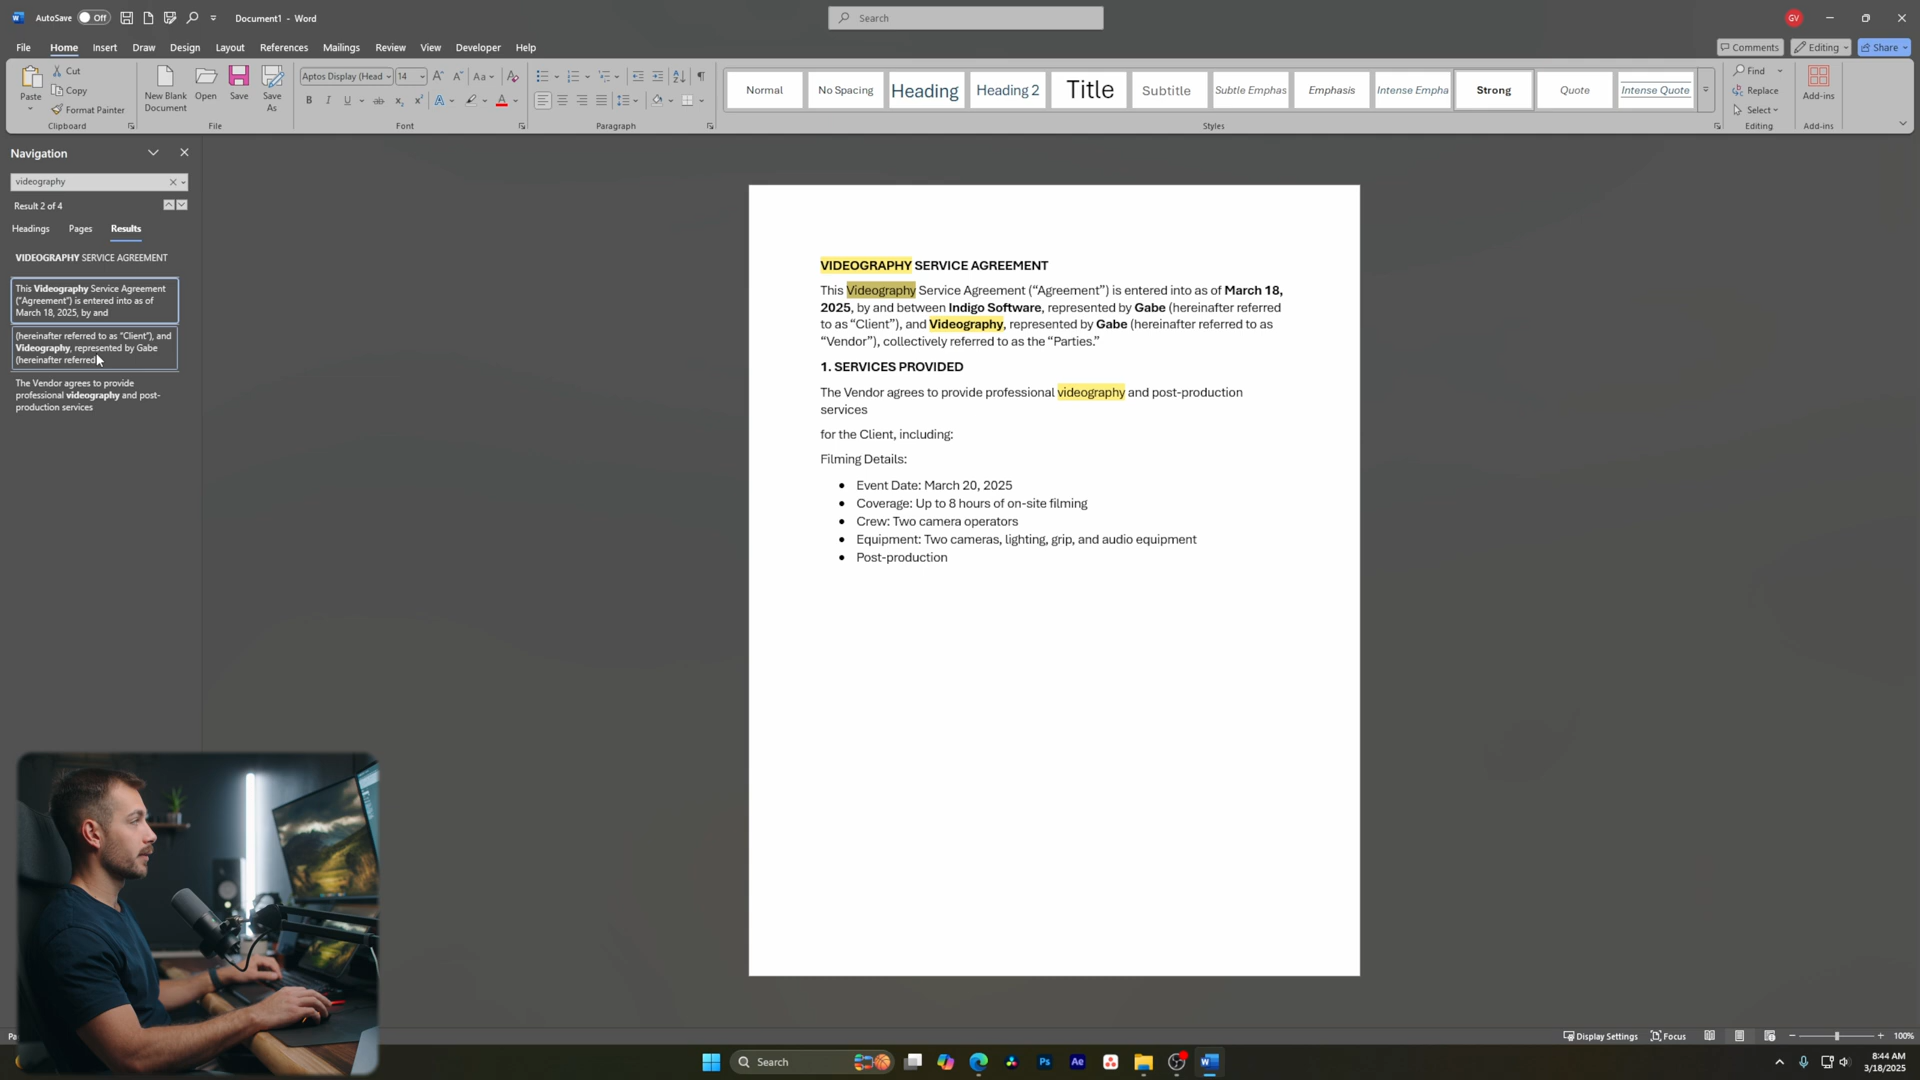 AutoSave Off Document1 - Word Search GV
File Home Insert Draw Design Layout References Mailings Review View Developer Help Comments Editing Share
Paste Cut Copy Format Painter Clipboard
New Blank Document Open Save Save As File
Aptos Display (Head 14 Aa Font
B I U ab x₂ x² A A
Paragraph
Normal No Spacing Heading Heading 2 Title Subtitle Subtle Emphas Emphasis Intense Empha Strong Quote Intense Quote
Styles
Find Replace Select Editing
Add-ins Add-ins
Navigation
videography
Result 2 of 4
Headings Pages Results
VIDEOGRAPHY SERVICE AGREEMENT
This Videography Service Agreement
("Agreement") is entered into as of
March 18, 2025, by and
(hereinafter referred to as "Client"), and
Videography, represented by Gabe
(hereinafter referred
The Vendor agrees to provide
professional videography and post-
production services
VIDEOGRAPHY SERVICE AGREEMENT
This Videography Service Agreement (“Agreement”) is entered into as of March 18,
2025, by and between Indigo Software, represented by Gabe (hereinafter referred
to as “Client”), and Videography, represented by Gabe (hereinafter referred to as
“Vendor”), collectively referred to as the “Parties.”
1. SERVICES PROVIDED
The Vendor agrees to provide professional videography and post-production
services
for the Client, including:
Filming Details:
• Event Date: March 20, 2025
• Coverage: Up to 8 hours of on-site filming
• Crew: Two camera operators
• Equipment: Two cameras, lighting, grip, and audio equipment
• Post-production
Display Settings Focus 100%
Search Ps Ae
8:44 AM
3/18/2025